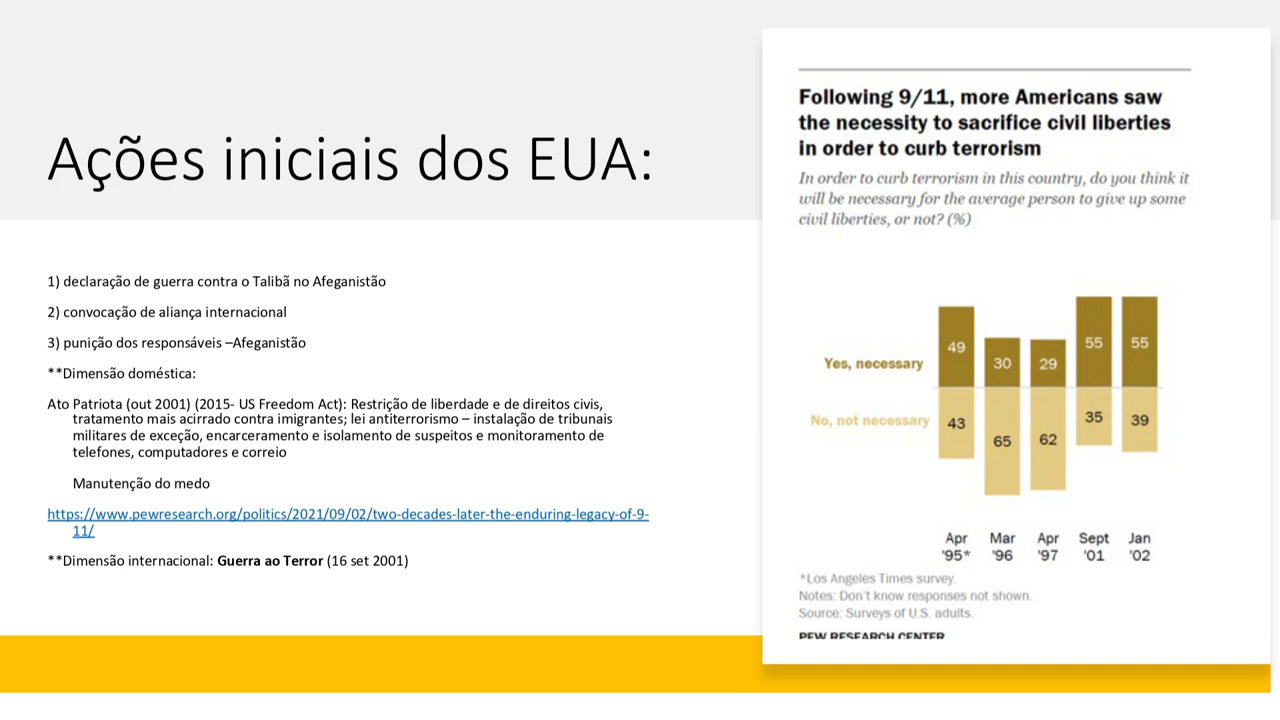 Ações iniciais dos EUA:
1) declaração de guerra contra o Talibã no Afeganistão
2) convocação de aliança internacional
3) punição dos responsáveis –Afeganistão
**Dimensão doméstica:
Ato Patriota (out 2001) (2015- US Freedom Act): Restrição de liberdade e de direitos civis,
tratamento mais acirrado contra imigrantes; lei antiterrorismo – instalação de tribunais
militares de exceção, encarceramento e isolamento de suspeitos e monitoramento de
telefones, computadores e correio
Manutenção do medo
https://www.pewresearch.org/politics/2021/09/02/two-decades-later-the-enduring-legacy-of-9-
11/
**Dimensão internacional: Guerra ao Terror (16 set 2001)
Following 9/11, more Americans saw
the necessity to sacrifice civil liberties
in order to curb terrorism
In order to curb terrorism in this country, do you think it
will be necessary for the average person to give up some
civil liberties, or not? (%)
Yes, necessary 49 30 29 55 55
No, not necessary 43 65 62 35 39
Apr Mar Apr Sept Jan
'95* '96 '97 '01 '02
*Los Angeles Times survey.
Notes: Don't know responses not shown.
Source: Surveys of U.S. adults.
PEW RESEARCH CENTER